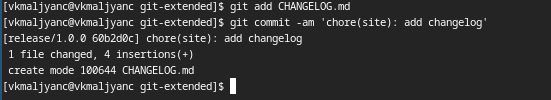 [vkmaljyanc@vkmaljyanc git-extended]$ git add CHANGELOG.md
[vkmaljyanc@vkmaljyanc git-extended]$ git commit -am 'chore(site): add changelog'
[release/1.0.0 60b2d0c] chore(site): add changelog
 1 file changed, 4 insertions(+)
 create mode 100644 CHANGELOG.md
[vkmaljyanc@vkmaljyanc git-extended]$